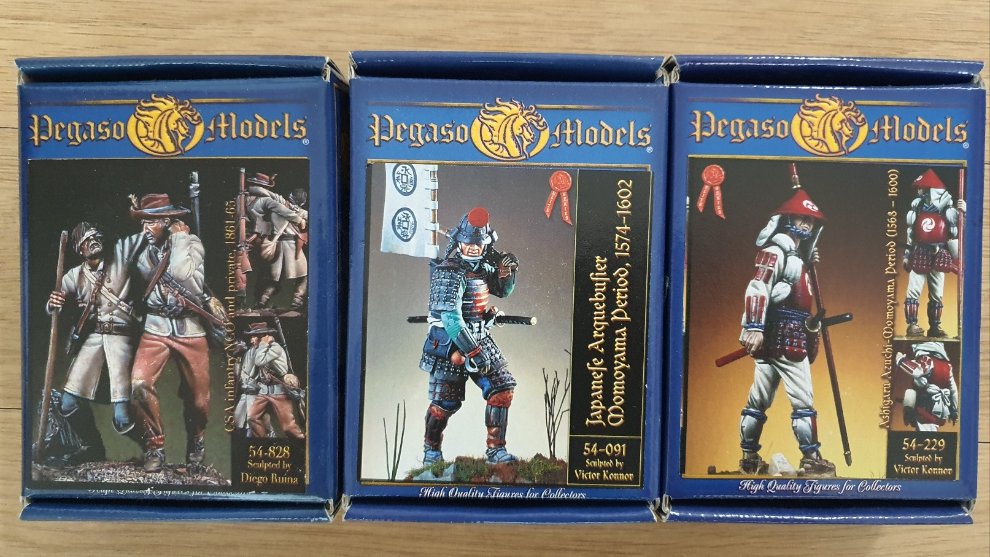 Pegaso Models®
CSA infantry NCO and private, 1861-65.
54-828
Sculpted by
Diego Ruina
High Quality Figures for Collectors
Pegaso Models®
Japanese Arquebusier
Momoyama Period, 1574-1602
54-091
Sculpted by
Victor Konnor
High Quality Figures for Collectors
Pegaso Models®
Ashigaru Azuchi-Momoyama Period (1568 - 1600)
54-229
Sculpted by
Victor Konnor
High Quality Figures for Collectors